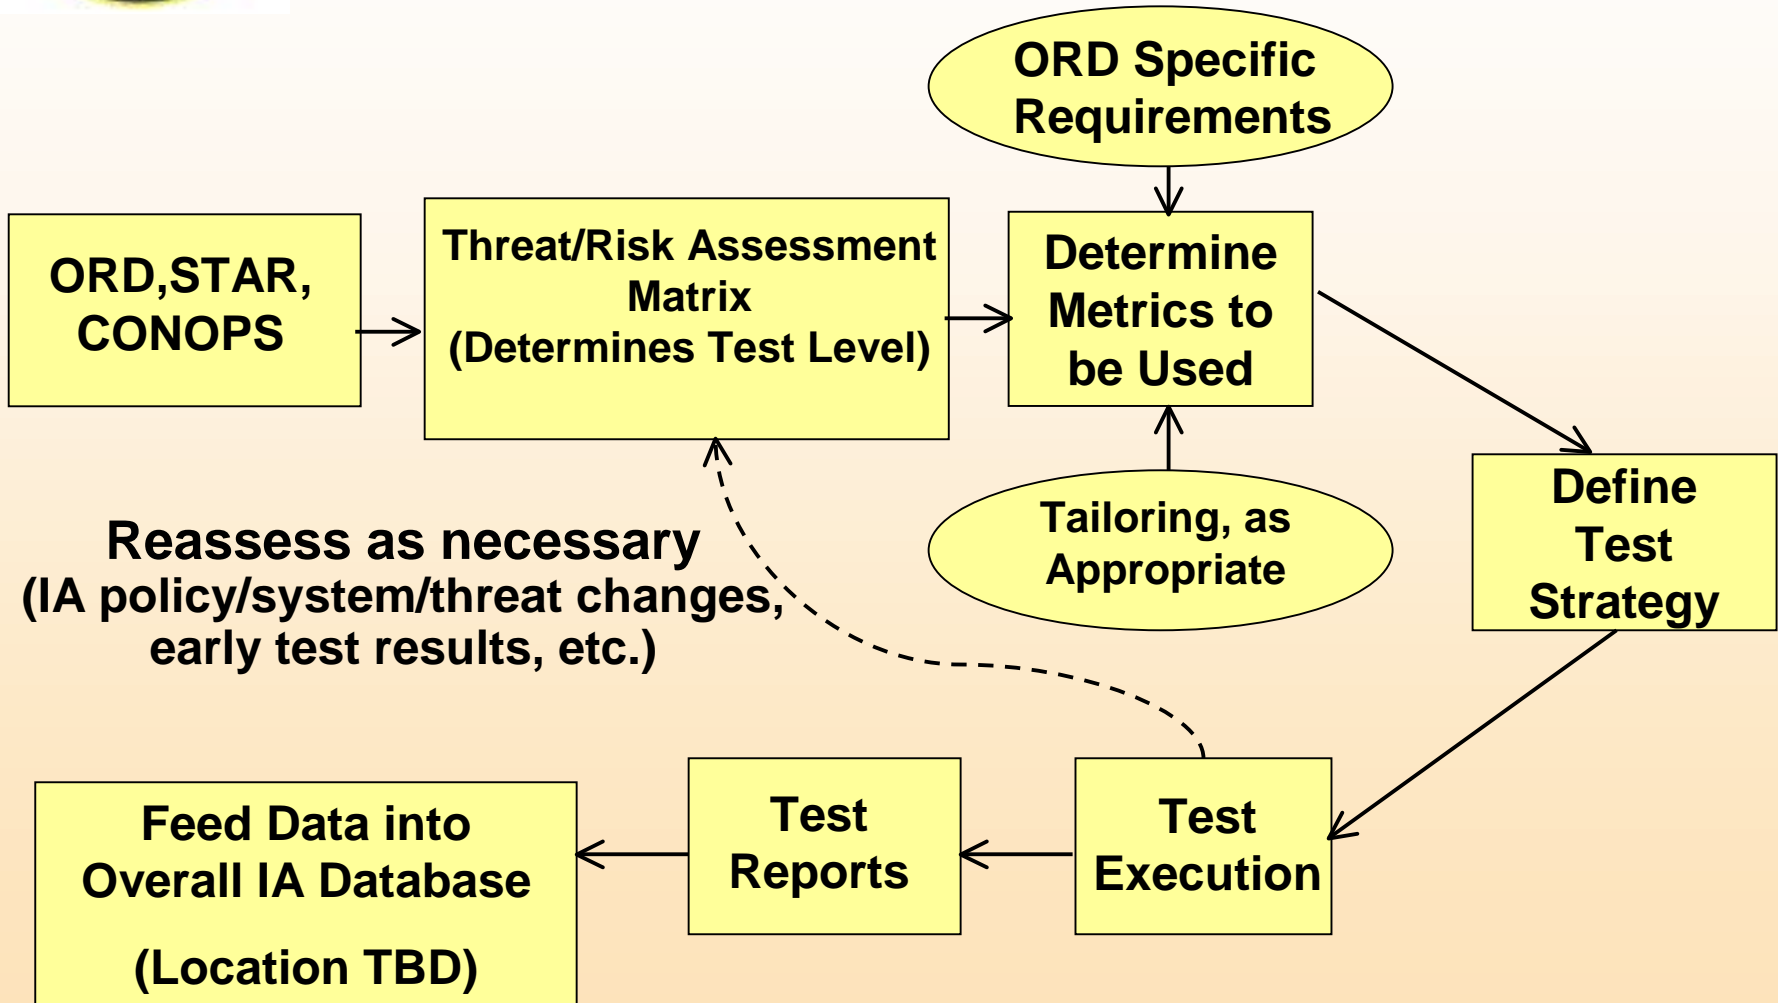 ORD Specific
Requirements
ORD,STAR,
CONOPS
Threat/Risk Assessment
Matrix
(Determines Test Level)
Determine
Metrics to
be Used
Tailoring, as
Appropriate
Define
Test
Strategy
Reassess as necessary
(IA policy/system/threat changes,
early test results, etc.)
Test
Execution
Test
Reports
Feed Data into
Overall IA Database
(Location TBD)